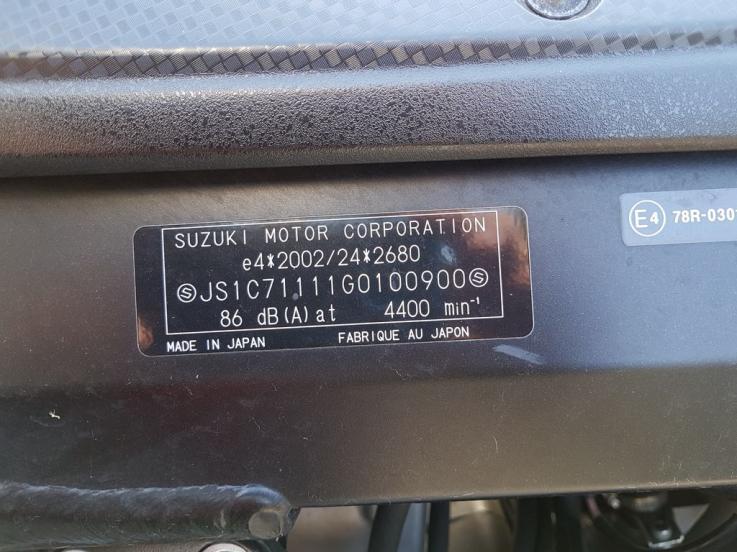 SUZUKI MOTOR CORPORATION
e4*2002/24*2680
JS1C71111G0100900
86 dB(A) at 4400 min⁻¹
MADE IN JAPAN FABRIQUE AU JAPON
E4 78R-0301